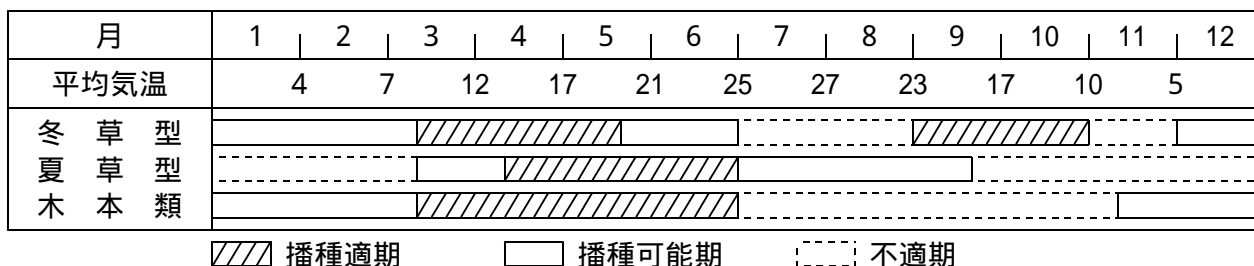 月 1 2 3 4 5 6 7 8 9 10 11 12
平均気温 4 7 12 17 21 25 27 23 17 10 5
冬草型
夏草型
木本類
播種適期 播種可能期 不適期